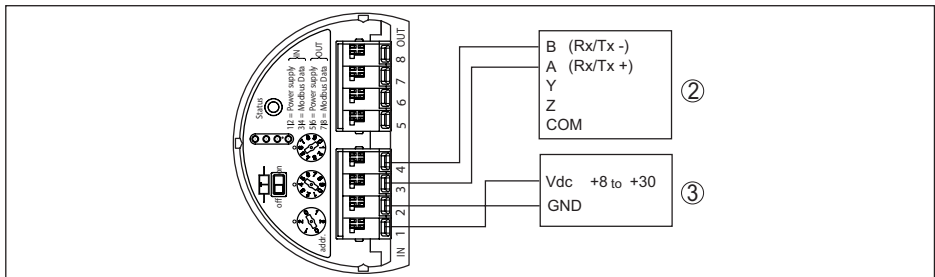 Status
1|2 = Power supply
3|4 = Modbus Data
IN
5|6 = Power supply
7|8 = Modbus Data
OUT
on
off
addr.
OUT
8
7
6
5
4
3
2
1
IN
B (Rx/Tx -)
A (Rx/Tx +)
Y
Z
COM
2
Vdc +8 to +30
GND
3